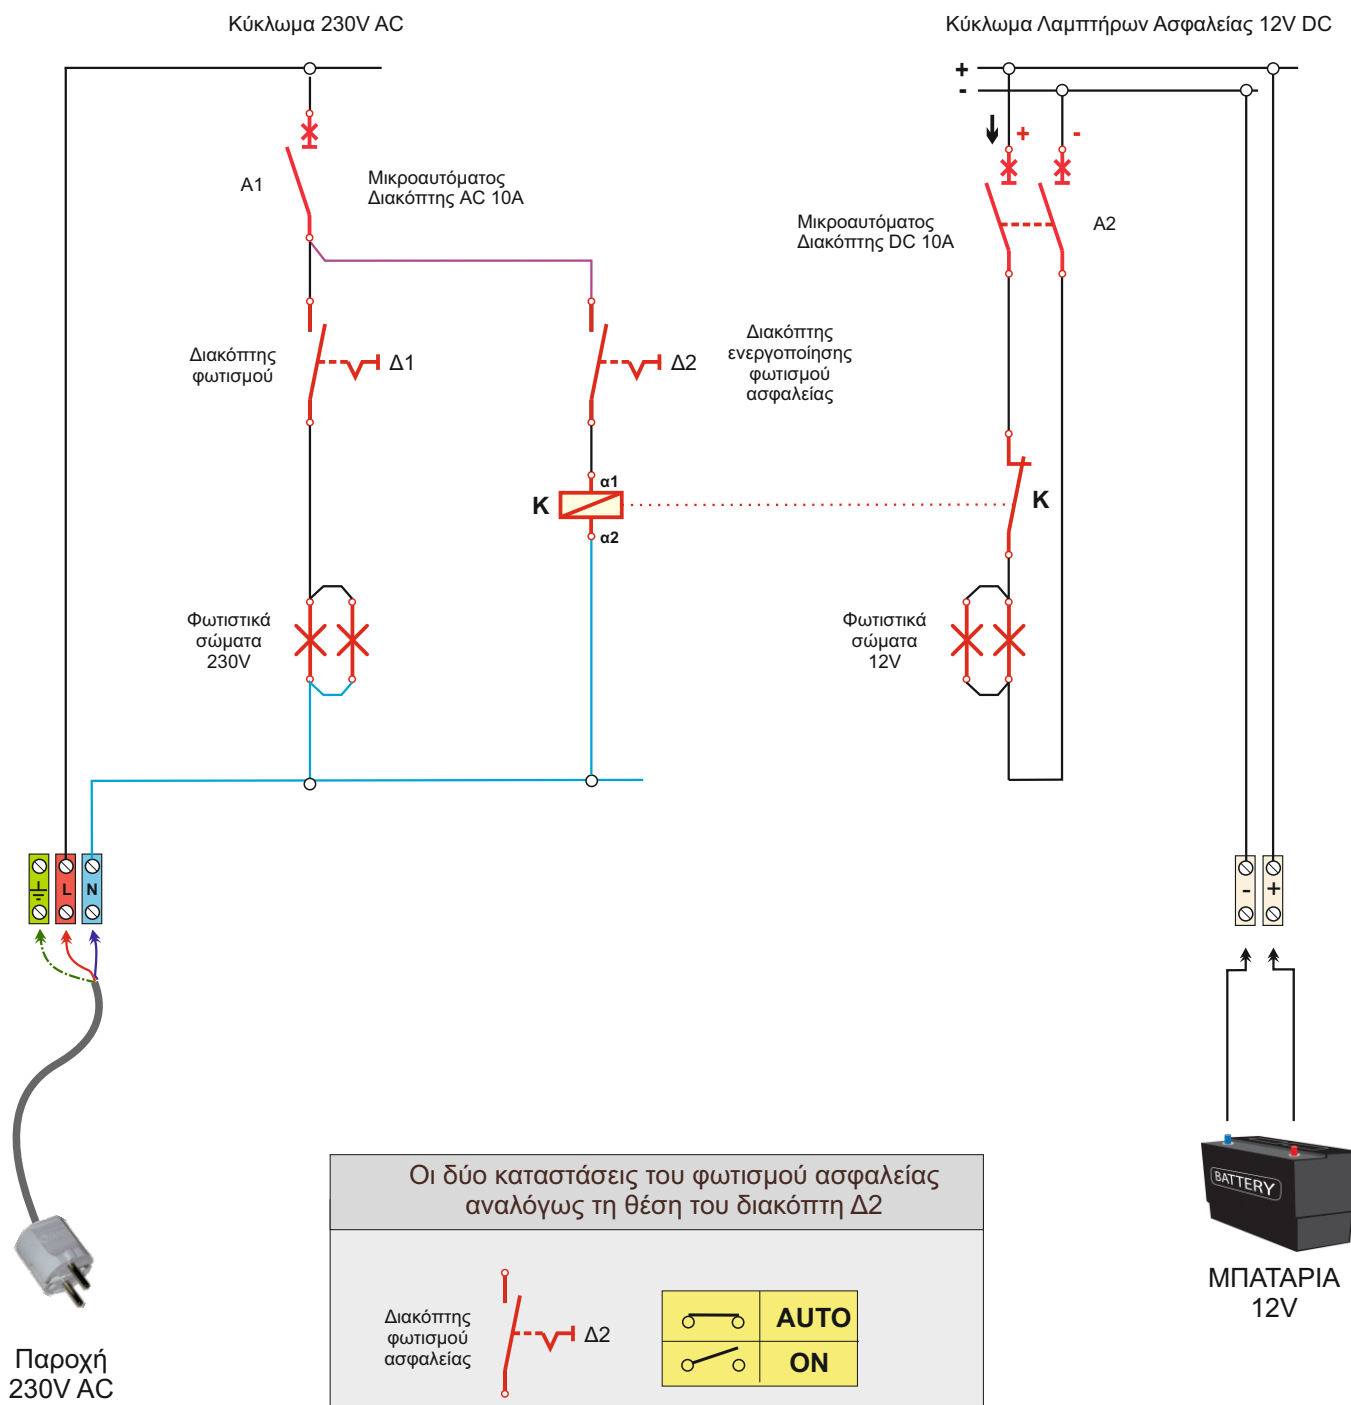 Κύκλωμα 230V AC
Κύκλωμα Λαμπτήρων Ασφαλείας 12V DC
+
-
+
-
A1
Μικροαυτόματος
Διακόπτης AC 10A
Μικροαυτόματος
Διακόπτης DC 10A
A2
Διακόπτης
φωτισμού
Δ1
Δ2
Διακόπτης
ενεργοποίησης
φωτισμού
ασφαλείας
α1
K
α2
K
Φωτιστικά
σώματα
230V
Φωτιστικά
σώματα
12V
L
N
-
+
BATTERY
ΜΠΑΤΑΡΙΑ
12V
Παροχή
230V AC
Οι δύο καταστάσεις του φωτισμού ασφαλείας
αναλόγως τη θέση του διακόπτη Δ2
Διακόπτης
φωτισμού
ασφαλείας
Δ2
AUTO
ON